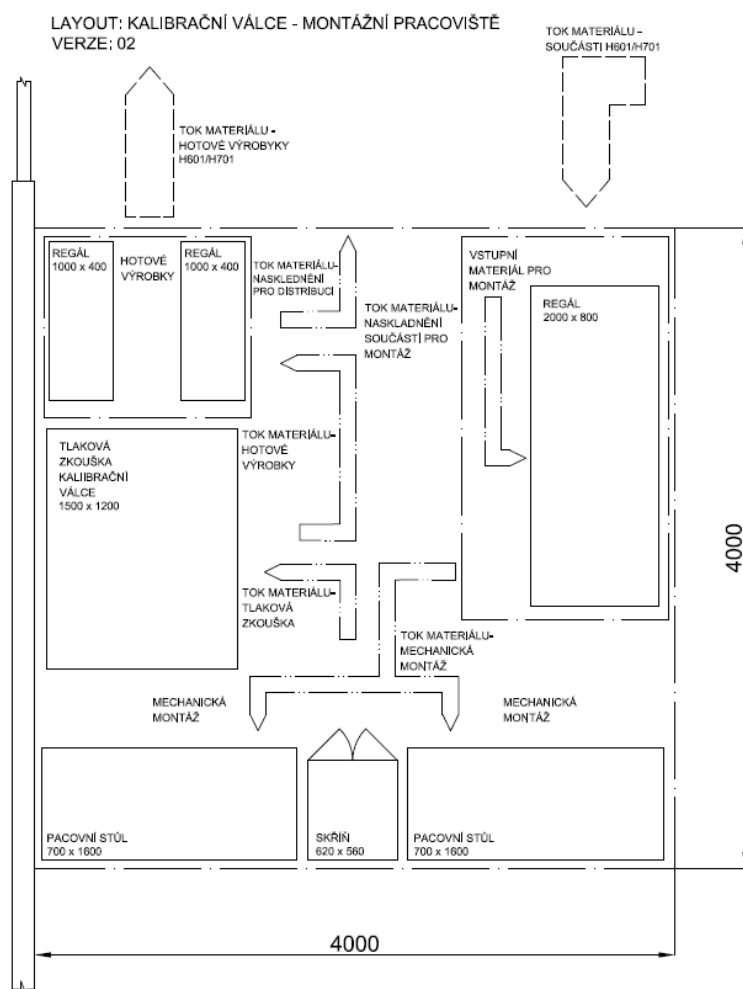 LAYOUT: KALIBRAČNÍ VÁLCE - MONTÁŽNÍ PRACOVIŠTĚ
VERZE: 02
TOK MATERIÁLU -
SOUČÁSTI H601/H701
TOK MATERIÁLU -
HOTOVÉ VÝROBYKY
H601/H701
REGÁL
1000 x 400
HOTOVÉ
VÝROBKY
REGÁL
1000 x 400
TOK MATERIÁLU-
NASKLEDNĚNÍ
PRO DISTRIBUCI
TOK MATERIÁLU-
NASKLADNĚNÍ
SOUČÁSTÍ PRO
MONTÁŽ
VSTUPNÍ
MATERIÁL PRO
MONTÁŽ
REGÁL
2000 x 800
TLAKOVÁ
ZKOUŠKA
KALIIBRAČNÍ
VÁLCE
1500 x 1200
TOK MATERIÁLU-
HOTOVÉ
VÝROBKY
4000
TOK MATERIÁLU-
TLAKOVÁ
ZKOUŠKA
TOK MATERIÁLU-
MECHANICKÁ
MONTÁŽ
MECHANICKÁ
MONTÁŽ
MECHANICKÁ
MONTÁŽ
PACOVNÍ STŮL
700 x 1600
SKŘÍŇ
620 x 560
PACOVNÍ STŮL
700 x 1600
4000